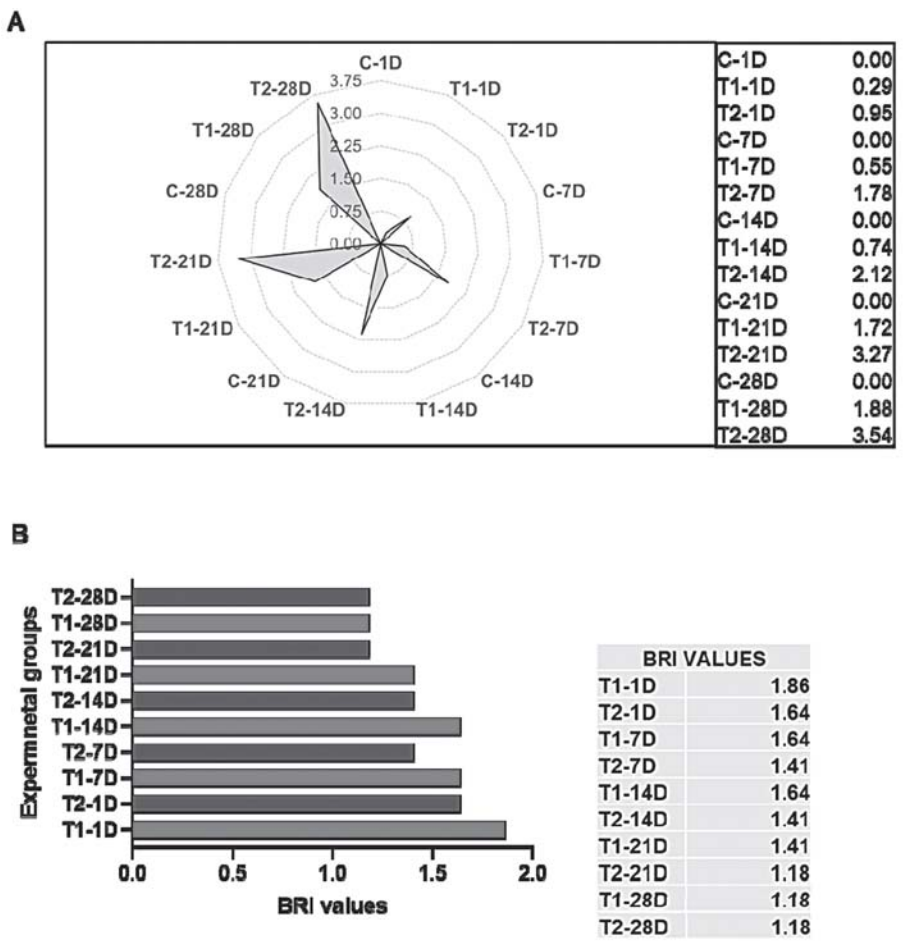 A
C-1D
T1-1D
T2-1D
C-7D
T1-7D
T2-7D
C-14D
T1-14D
T2-14D
C-21D
T1-21D
T2-21D
C-28D
T1-28D
T2-28D
3.75
3.00
2.25
1.50
0.75
0.00
C-1D 0.00
T1-1D 0.29
T2-1D 0.95
C-7D 0.00
T1-7D 0.55
T2-7D 1.78
C-14D 0.00
T1-14D 0.74
T2-14D 2.12
C-21D 0.00
T1-21D 1.72
T2-21D 3.27
C-28D 0.00
T1-28D 1.88
T2-28D 3.54
B
Expermnetal groups
T2-28D
T1-28D
T2-21D
T1-21D
T2-14D
T1-14D
T2-7D
T1-7D
T2-1D
T1-1D
0.0 0.5 1.0 1.5 2.0
BRI values
BRI VALUES
T1-1D 1.86
T2-1D 1.64
T1-7D 1.64
T2-7D 1.41
T1-14D 1.64
T2-14D 1.41
T1-21D 1.41
T2-21D 1.18
T1-28D 1.18
T2-28D 1.18